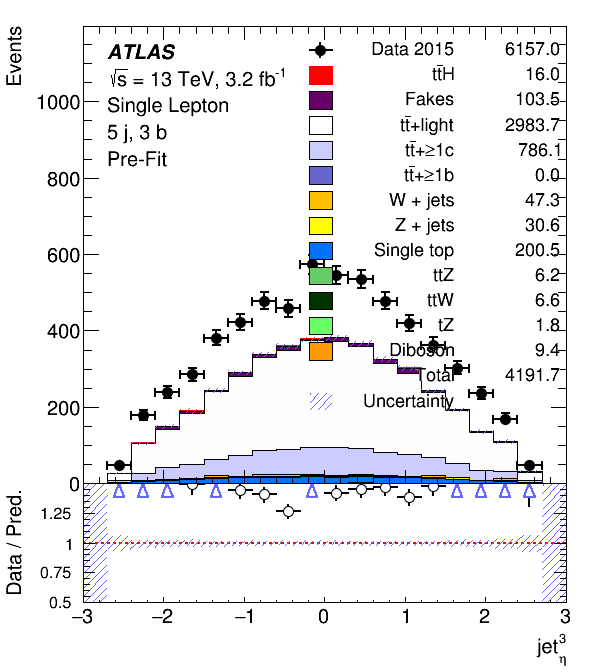 Events
ATLAS
√s = 13 TeV, 3.2 fb⁻¹
Single Lepton
5 j, 3 b
Pre-Fit
Data 2015 6157.0
tt̄H 16.0
Fakes 103.5
tt̄+light 2983.7
tt̄+≥1c 786.1
tt̄+≥1b 0.0
W + jets 47.3
Z + jets 30.6
Single top 200.5
ttZ 6.2
ttW 6.6
tZ 1.8
Diboson 9.4
Total 4191.7
Uncertainty
1000
800
600
400
200
0
Data / Pred.
1.25
1
0.75
0.5
−3 −2 −1 0 1 2 3
jet³η